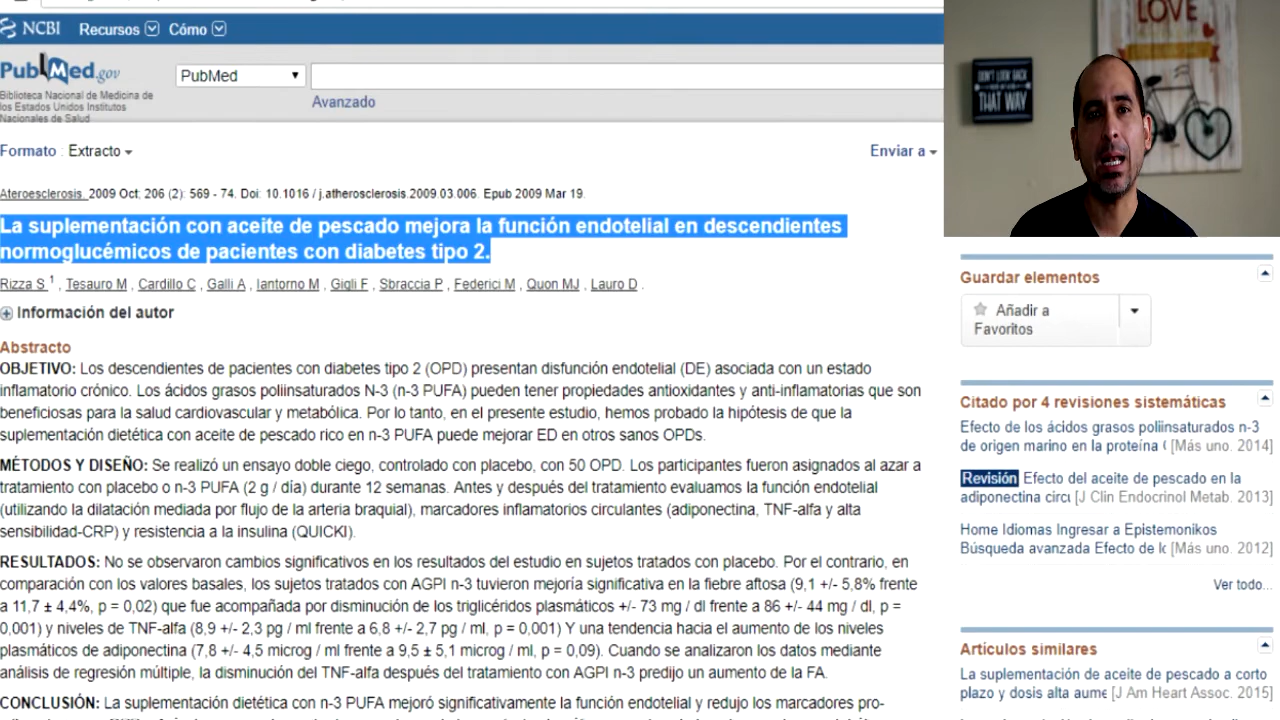 NCBI Recursos Cómo
PubMed.gov
PubMed
Biblioteca Nacional de Medicina de
los Estados Unidos Institutos
Nacionales de Salud
Avanzado
Formato : Extracto
Enviar a
Ateroesclerosis 2009 Oct; 206 (2): 569 - 74. Doi: 10.1016 / j.atherosclerosis.2009.03.006. Epub 2009 Mar 19.
La suplementación con aceite de pescado mejora la función endotelial en descendientes
normoglucémicos de pacientes con diabetes tipo 2.
Rizza S 1 , Tesauro M , Cardillo C , Galli A , Iantorno M , Gigli F , Sbraccia P , Federici M , Quon MJ , Lauro D .
Información del autor
Abstracto
OBJETIVO: Los descendientes de pacientes con diabetes tipo 2 (OPD) presentan disfunción endotelial (DE) asociada con un estado
inflamatorio crónico. Los ácidos grasos poliinsaturados N-3 (n-3 PUFA) pueden tener propiedades antioxidantes y anti-inflamatorias que son
beneficiosas para la salud cardiovascular y metabólica. Por lo tanto, en el presente estudio, hemos probado la hipótesis de que la
suplementación dietética con aceite de pescado rico en n-3 PUFA puede mejorar ED en otros sanos OPDs.
MÉTODOS Y DISEÑO: Se realizó un ensayo doble ciego, controlado con placebo, con 50 OPD. Los participantes fueron asignados al azar a
tratamiento con placebo o n-3 PUFA (2 g / día) durante 12 semanas. Antes y después del tratamiento evaluamos la función endotelial
(utilizando la dilatación mediada por flujo de la arteria braquial), marcadores inflamatorios circulantes (adiponectina, TNF-alfa y alta
sensibilidad-CRP) y resistencia a la insulina (QUICKI).
RESULTADOS: No se observaron cambios significativos en los resultados del estudio en sujetos tratados con placebo. Por el contrario, en
comparación con los valores basales, los sujetos tratados con AGPI n-3 tuvieron mejoría significativa en la fiebre aftosa (9,1 +/- 5,8% frente
a 11,7 ± 4,4%, p = 0,02) que fue acompañada por disminución de los triglicéridos plasmáticos +/- 73 mg / dl frente a 86 +/- 44 mg / dl, p =
0,001) y niveles de TNF-alfa (8,9 +/- 2,3 pg / ml frente a 6,8 +/- 2,7 pg / ml, p = 0,001) Y una tendencia hacia el aumento de los niveles
plasmáticos de adiponectina (7,8 +/- 4,5 microg / ml frente a 9,5 ± 5,1 microg / ml, p = 0,09). Cuando se analizaron los datos mediante
análisis de regresión múltiple, la disminución del TNF-alfa después del tratamiento con AGPI n-3 predijo un aumento de la FA.
CONCLUSIÓN: La suplementación dietética con n-3 PUFA mejoró significativamente la función endotelial y redujo los marcadores pro-
LOVE
DON'T LOOK BACK
THAT WAY
Guardar elementos
Añadir a
Favoritos
Citado por 4 revisiones sistemáticas
Efecto de los ácidos grasos poliinsaturados n-3
de origen marino en la proteína [Más uno. 2014]
Revisión Efecto del aceite de pescado en la
adiponectina circu [J Clin Endocrinol Metab. 2013]
Home Idiomas Ingresar a Epistemonikos
Búsqueda avanzada Efecto de lc [Más uno. 2012]
Ver todo...
Artículos similares
La suplementación de aceite de pescado a corto
plazo y dosis alta aume [J Am Heart Assoc. 2015]